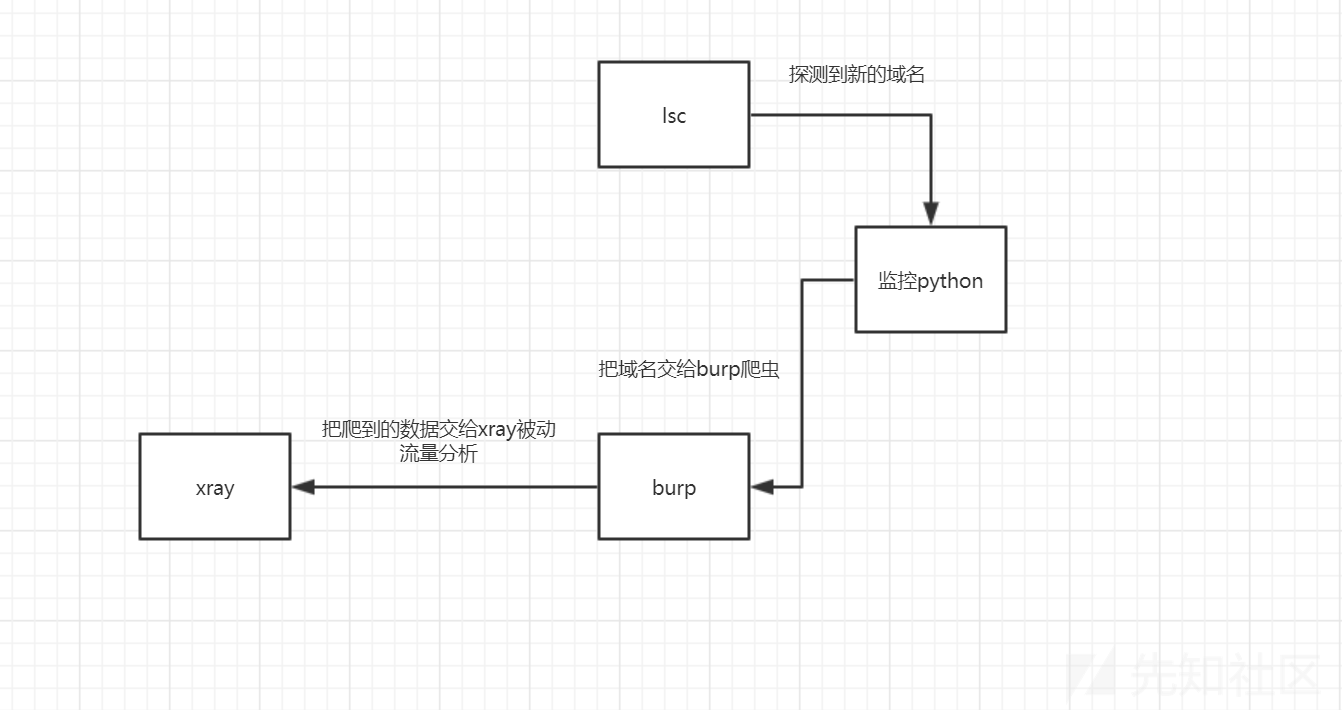 lsc
探测到新的域名
监控python
把域名交给burp爬虫
把爬到的数据交给xray被动
流量分析
xray
burp
先知社区